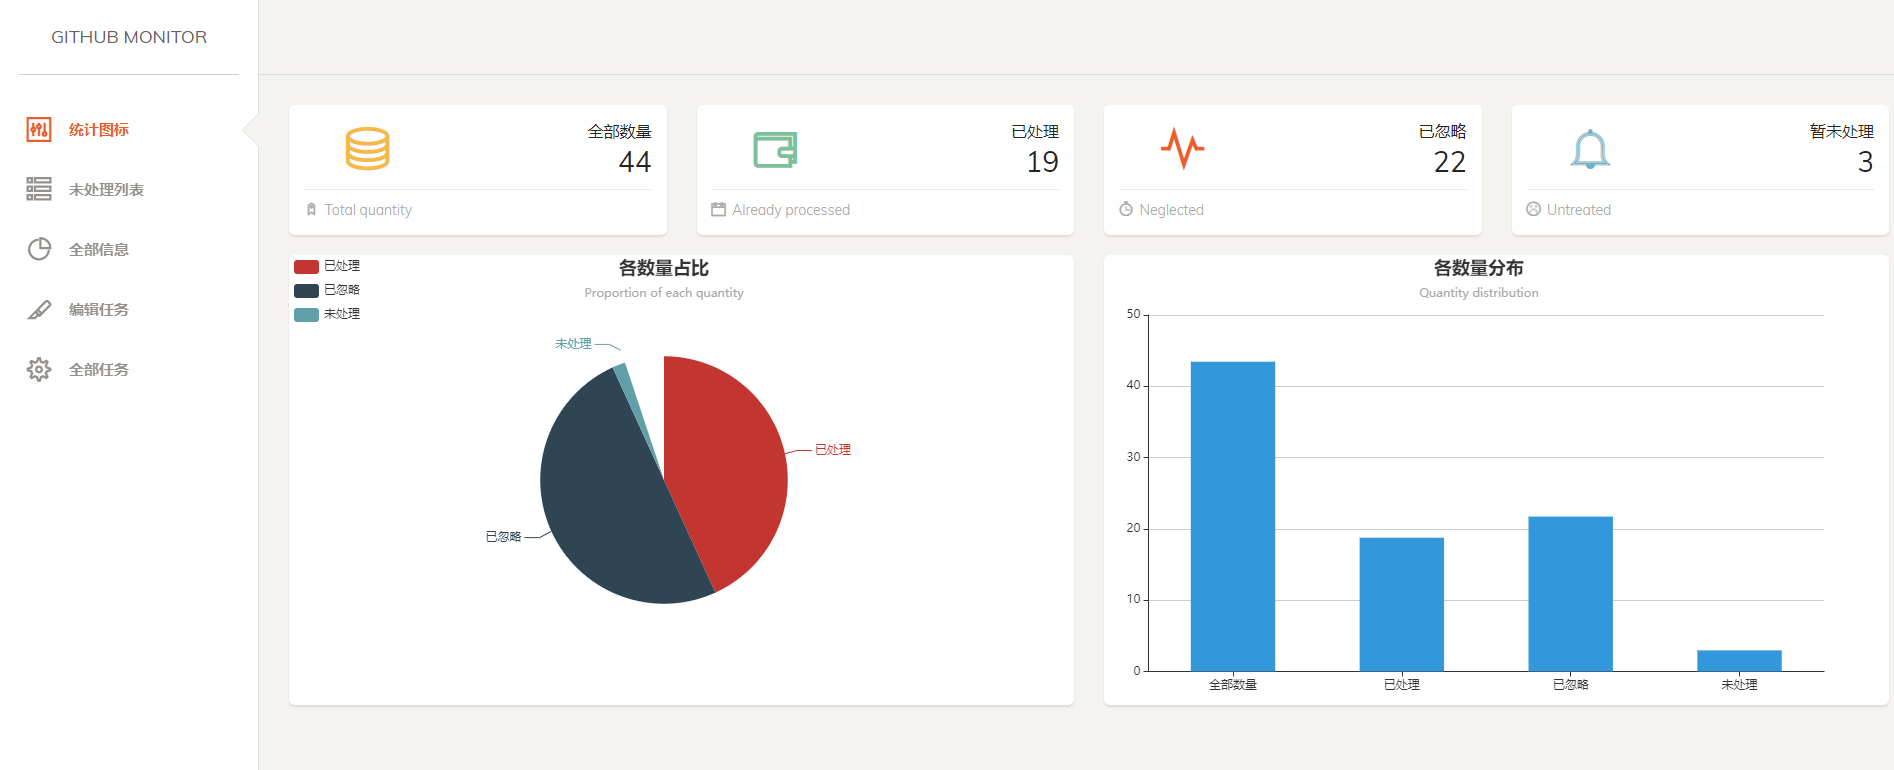 GITHUB MONITOR
统计图标
未处理列表
全部信息
编辑任务
全部任务
全部数量
44
Total quantity
已处理
19
Already processed
已忽略
22
Neglected
暂未处理
3
Untreated
已处理
已忽略
未处理
各数量占比
Proportion of each quantity
未处理
已处理
已忽略
各数量分布
Quantity distribution
50
40
30
20
10
0
全部数量
已处理
已忽略
未处理